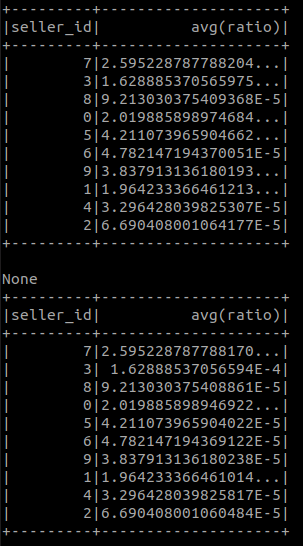 +---------+--------------------+
|seller_id|          avg(ratio)|
+---------+--------------------+
|        7|2.595228787788204...|
|        3|1.628885370565975...|
|        8|9.213030375409368E-5|
|        0|2.019885898974684...|
|        5|4.211073965904662...|
|        6|4.782147194370051E-5|
|        9|3.837913136180193...|
|        1|1.964233366461213...|
|        4|3.296428039825307E-5|
|        2|6.690408001064177E-5|
+---------+--------------------+
None
+---------+--------------------+
|seller_id|          avg(ratio)|
+---------+--------------------+
|        7|2.595228787788170...|
|        3| 1.62888537056594E-4|
|        8|9.213030375408861E-5|
|        0|2.019885898946922...|
|        5|4.211073965904022E-5|
|        6|4.782147194369122E-5|
|        9|3.837913136180238E-5|
|        1|1.964233366461014...|
|        4|3.296428039825817E-5|
|        2|6.690408001060484E-5|
+---------+--------------------+